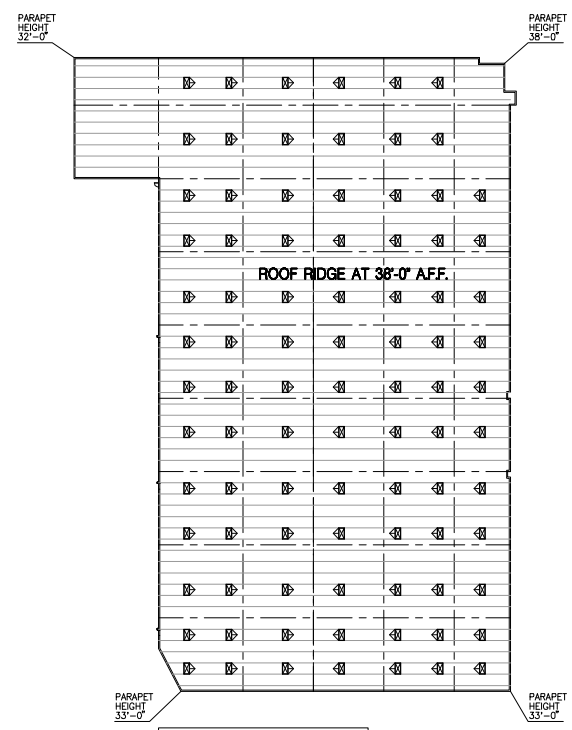 PARAPET
HEIGHT
32'-0"
PARAPET
HEIGHT
38'-0"
ROOF RIDGE AT 38'-0" A.F.F.
PARAPET
HEIGHT
33'-0"
PARAPET
HEIGHT
33'-0"